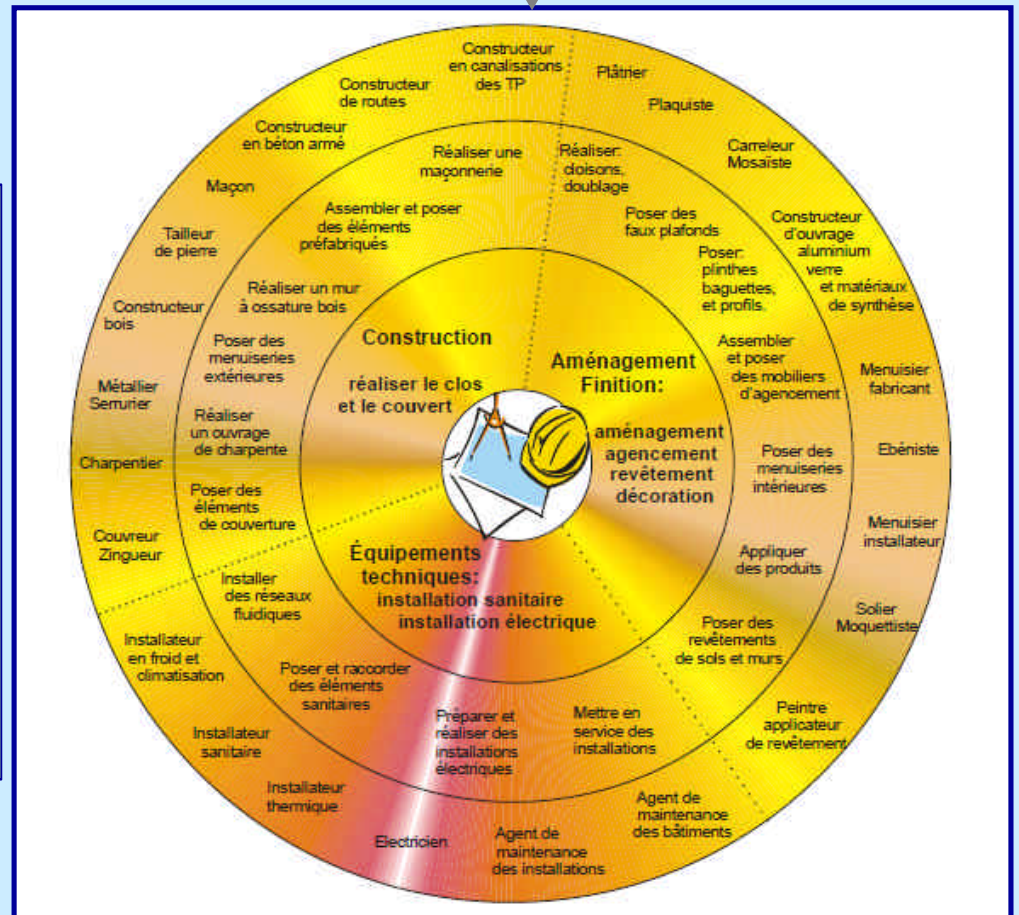 Constructeur
en canalisations
des TP
Constructeur
de routes
Constructeur
en béton armé
Maçon
Tailleur
de pierre
Constructeur
bois
Métallier
Serrurier
Charpentier
Couvreur
Zingueur
Plâtrier
Plaquiste
Carreleur
Mosaïste
Constructeur
d'ouvrage
aluminium
verre
et matériaux
de synthèse
Menuisier
fabricant
Ebéniste
Menuisier
installateur
Solier
Moquettiste
Peintre
applicateur
de revêtement
Réaliser une
maçonnerie
Assembler et poser
des éléments
préfabriqués
Réaliser un mur
à ossature bois
Poser des
menuiseries
extérieures
Réaliser
un ouvrage
de charpente
Poser des
éléments
de couverture
Réaliser:
cloisons,
doublage
Poser des
faux plafonds
Poser:
plinthes
baguettes,
et profils.
Assembler
et poser
des mobiliers
d'agencement
Poser des
menuiseries
intérieures
Appliquer
des produits
Poser des
revêtements
de sols et murs
Construction
réaliser le clos
et le couvert
Aménagement
Finition:
aménagement
agencement
revêtement
décoration
Équipements
techniques:
installation sanitaire
installation électrique
Installer
des réseaux
fluidiques
Poser et raccorder
des éléments
sanitaires
Préparer et
réaliser des
installations
électriques
Mettre en
service des
installations
Installateur
en froid et
climatisation
Installateur
sanitaire
Installateur
thermique
Electricien
Agent de
maintenance
des installations
Agent de
maintenance
des bâtiments